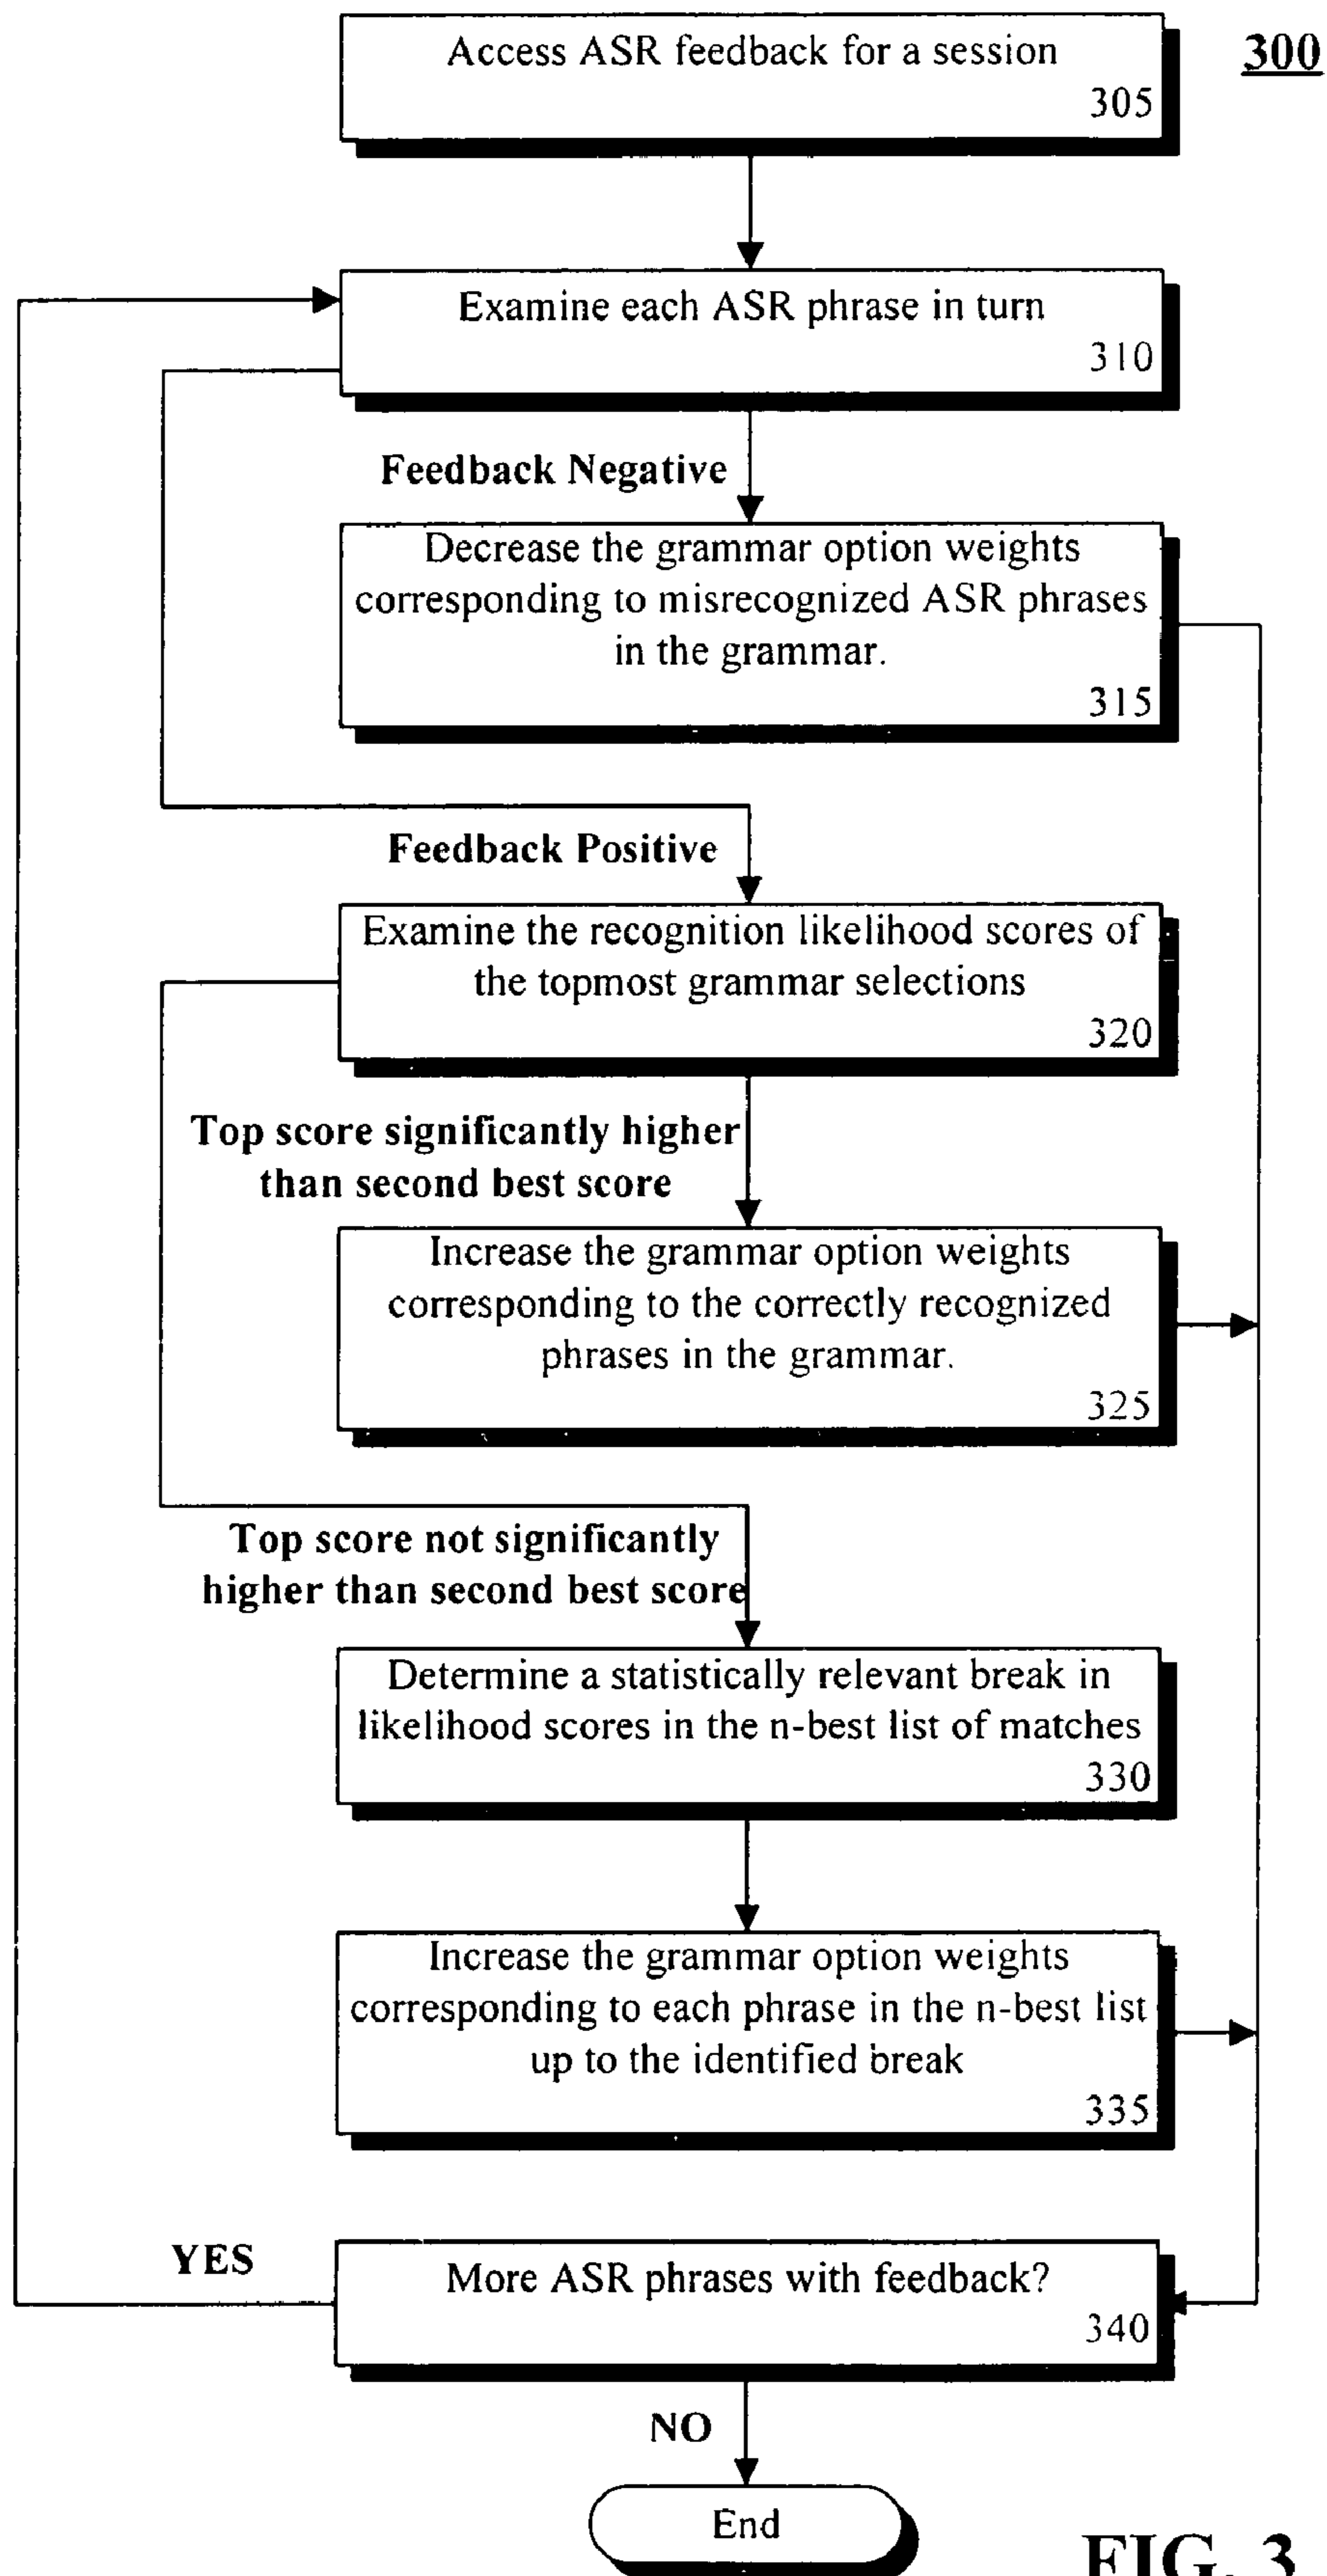 Access ASR feedback for a session
305
300
Examine each ASR phrase in turn
310
Feedback Negative
Decrease the grammar option weights
corresponding to misrecognized ASR phrases
in the grammar.
315
Feedback Positive
Examine the recognition likelihood scores of
the topmost grammar selections
320
Top score significantly higher
than second best score
Increase the grammar option weights
corresponding to the correctly recognized
phrases in the grammar.
325
Top score not significantly
higher than second best score
Determine a statistically relevant break in
likelihood scores in the n-best list of matches
330
Increase the grammar option weights
corresponding to each phrase in the n-best list
up to the identified break
335
YES
More ASR phrases with feedback?
340
NO
End
FIG. 3